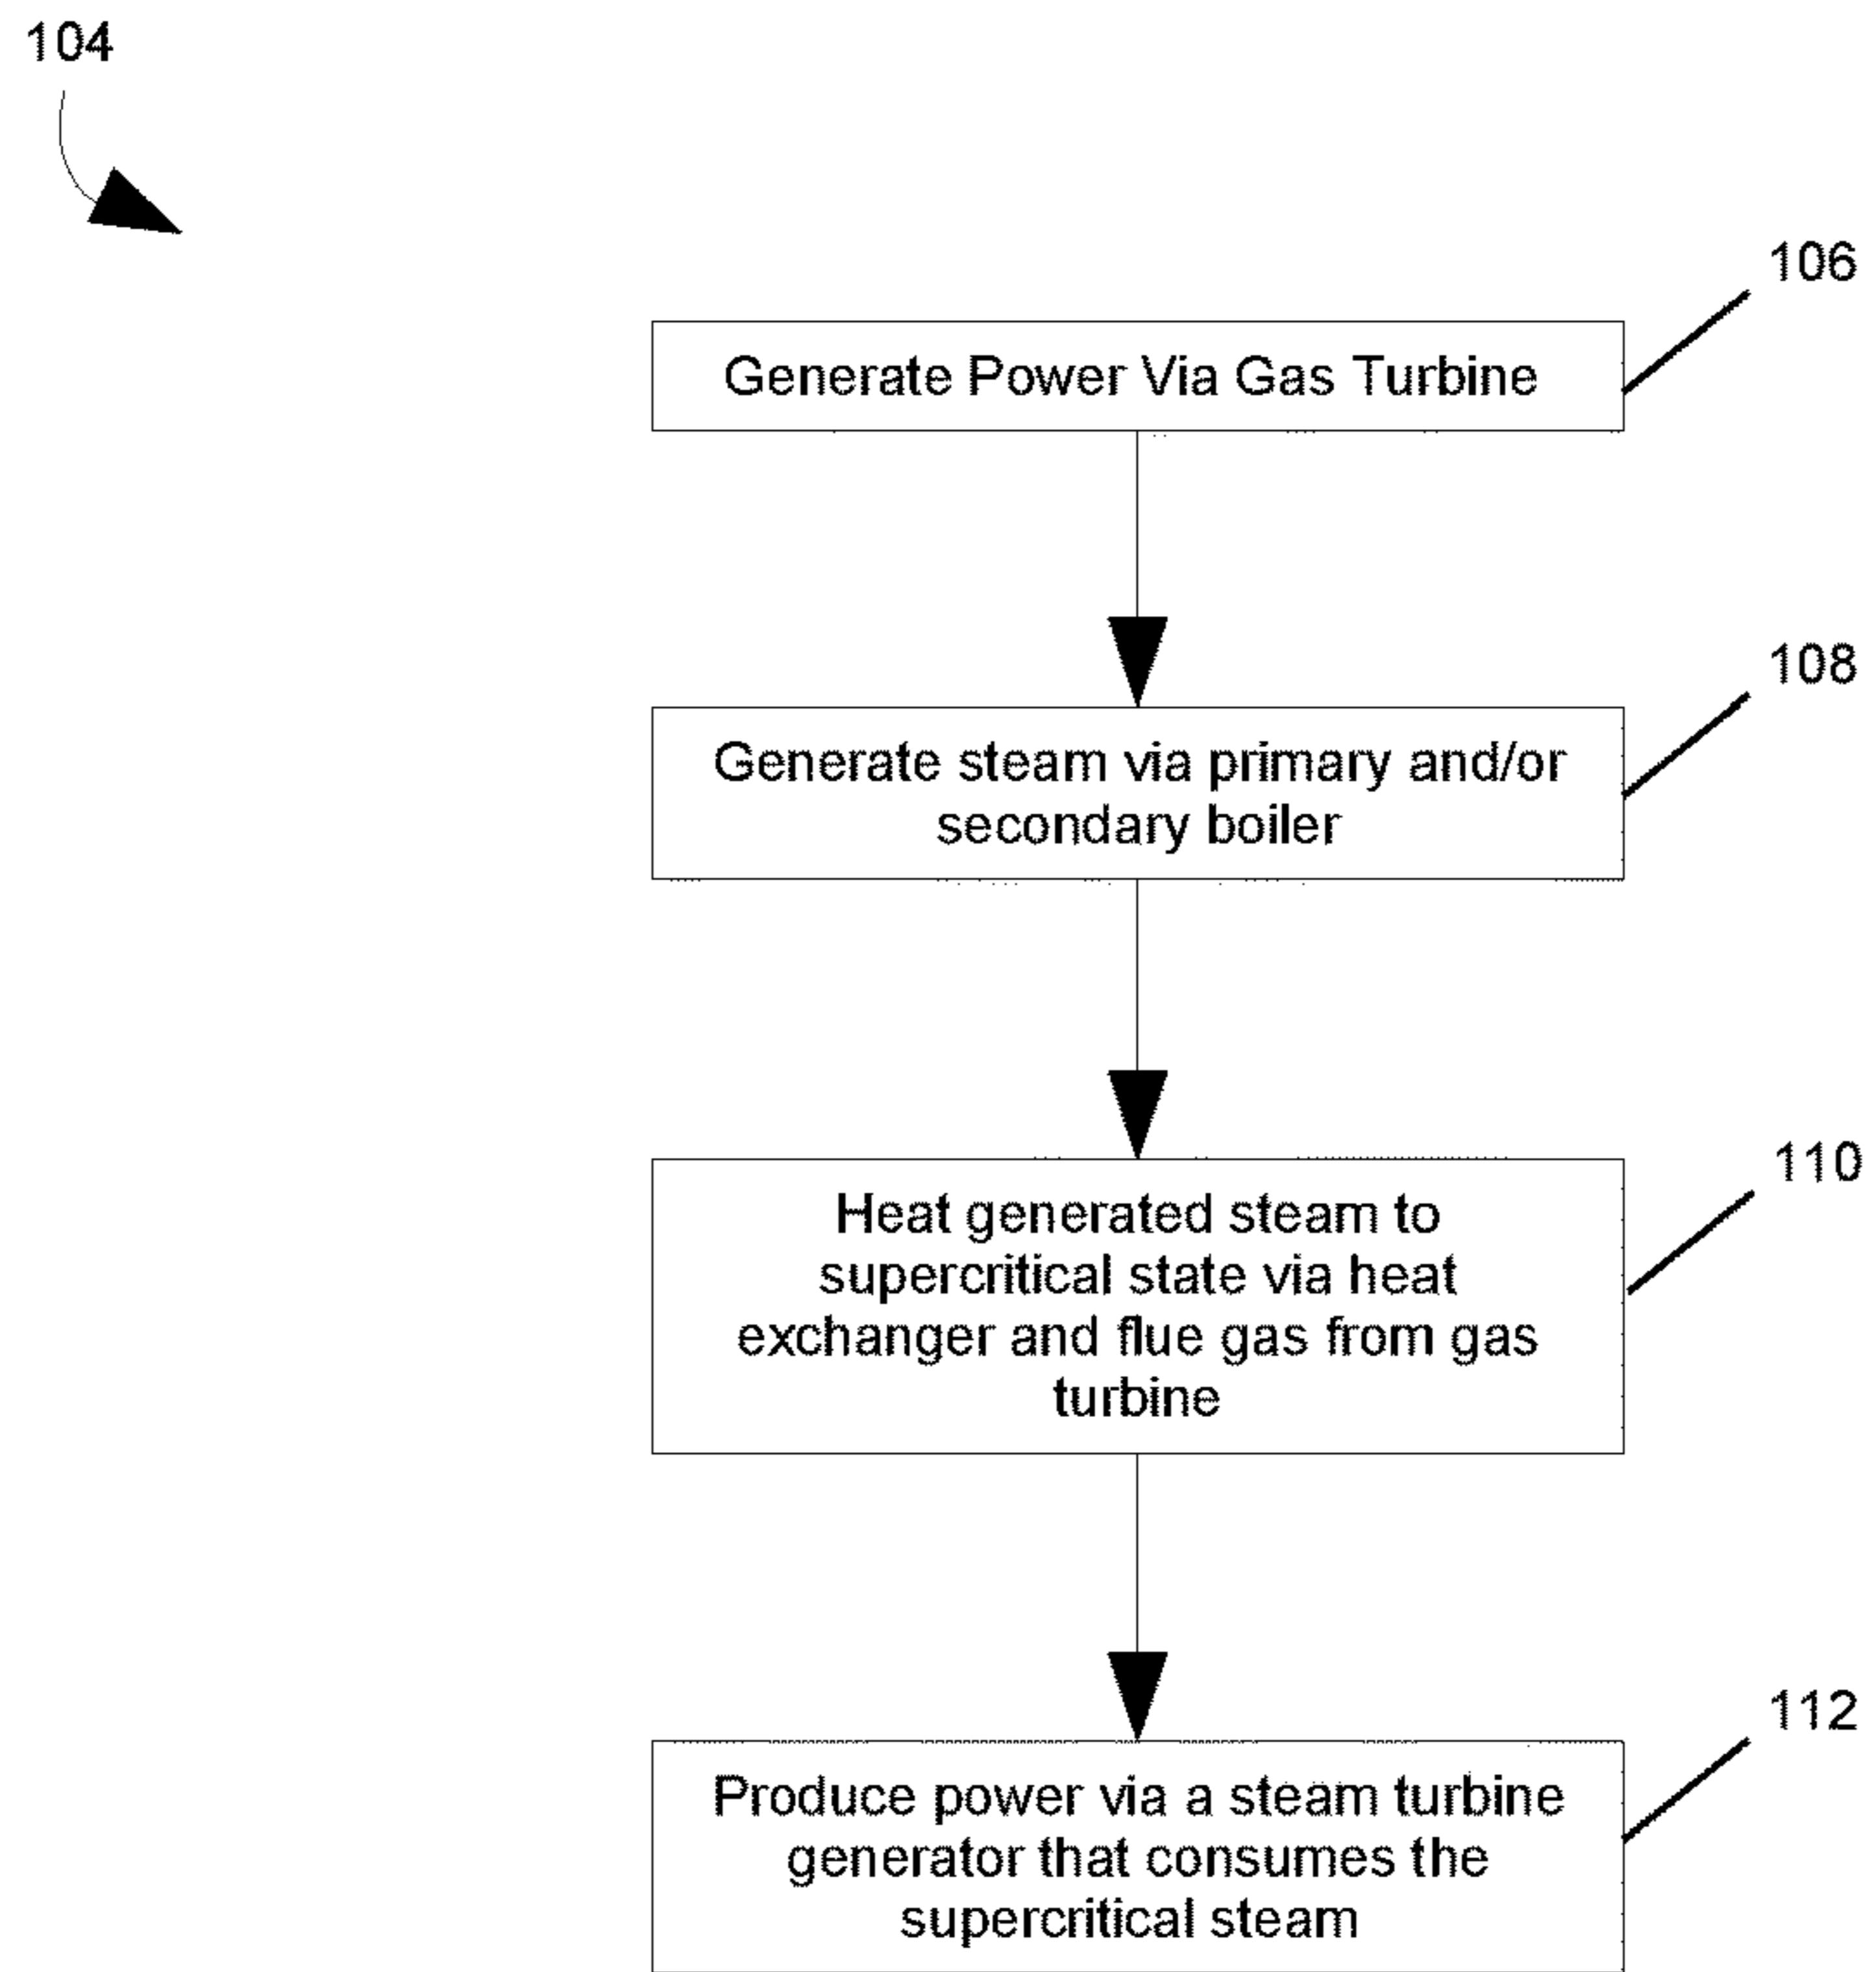 104
106
Generate Power Via Gas Turbine
108
Generate steam via primary and/or
secondary boiler
110
Heat generated steam to
supercritical state via heat
exchanger and flue gas from gas
turbine
112
Produce power via a steam turbine
generator that consumes the
supercritical steam